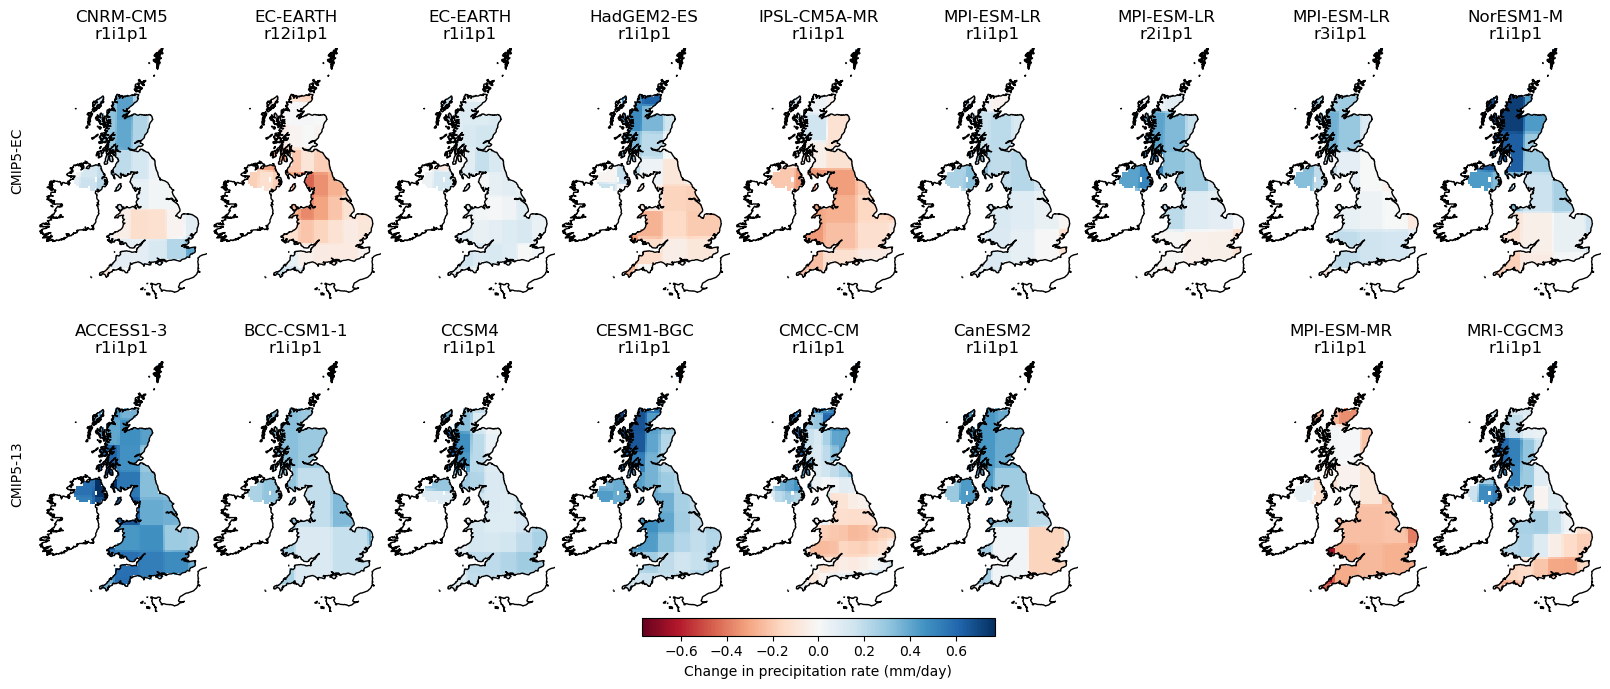 CNRM-CM5 EC-EARTH EC-EARTH HadGEM2-ES IPSL-CM5A-MR MPI-ESM-LR MPI-ESM-LR MPI-ESM-LR NorESM1-M
r1i1p1 r12i1p1 r1i1p1 r1i1p1 r1i1p1 r1i1p1 r2i1p1 r3i1p1 r1i1p1
CMIP5-EC
ACCESS1-3 BCC-CSM1-1 CCSM4 CESM1-BGC CMCC-CM CanESM2 MPI-ESM-MR MRI-CGCM3
r1i1p1 r1i1p1 r1i1p1 r1i1p1 r1i1p1 r1i1p1 r1i1p1 r1i1p1
CMIP5-13
−0.6 −0.4 −0.2 0.0 0.2 0.4 0.6
Change in precipitation rate (mm/day)